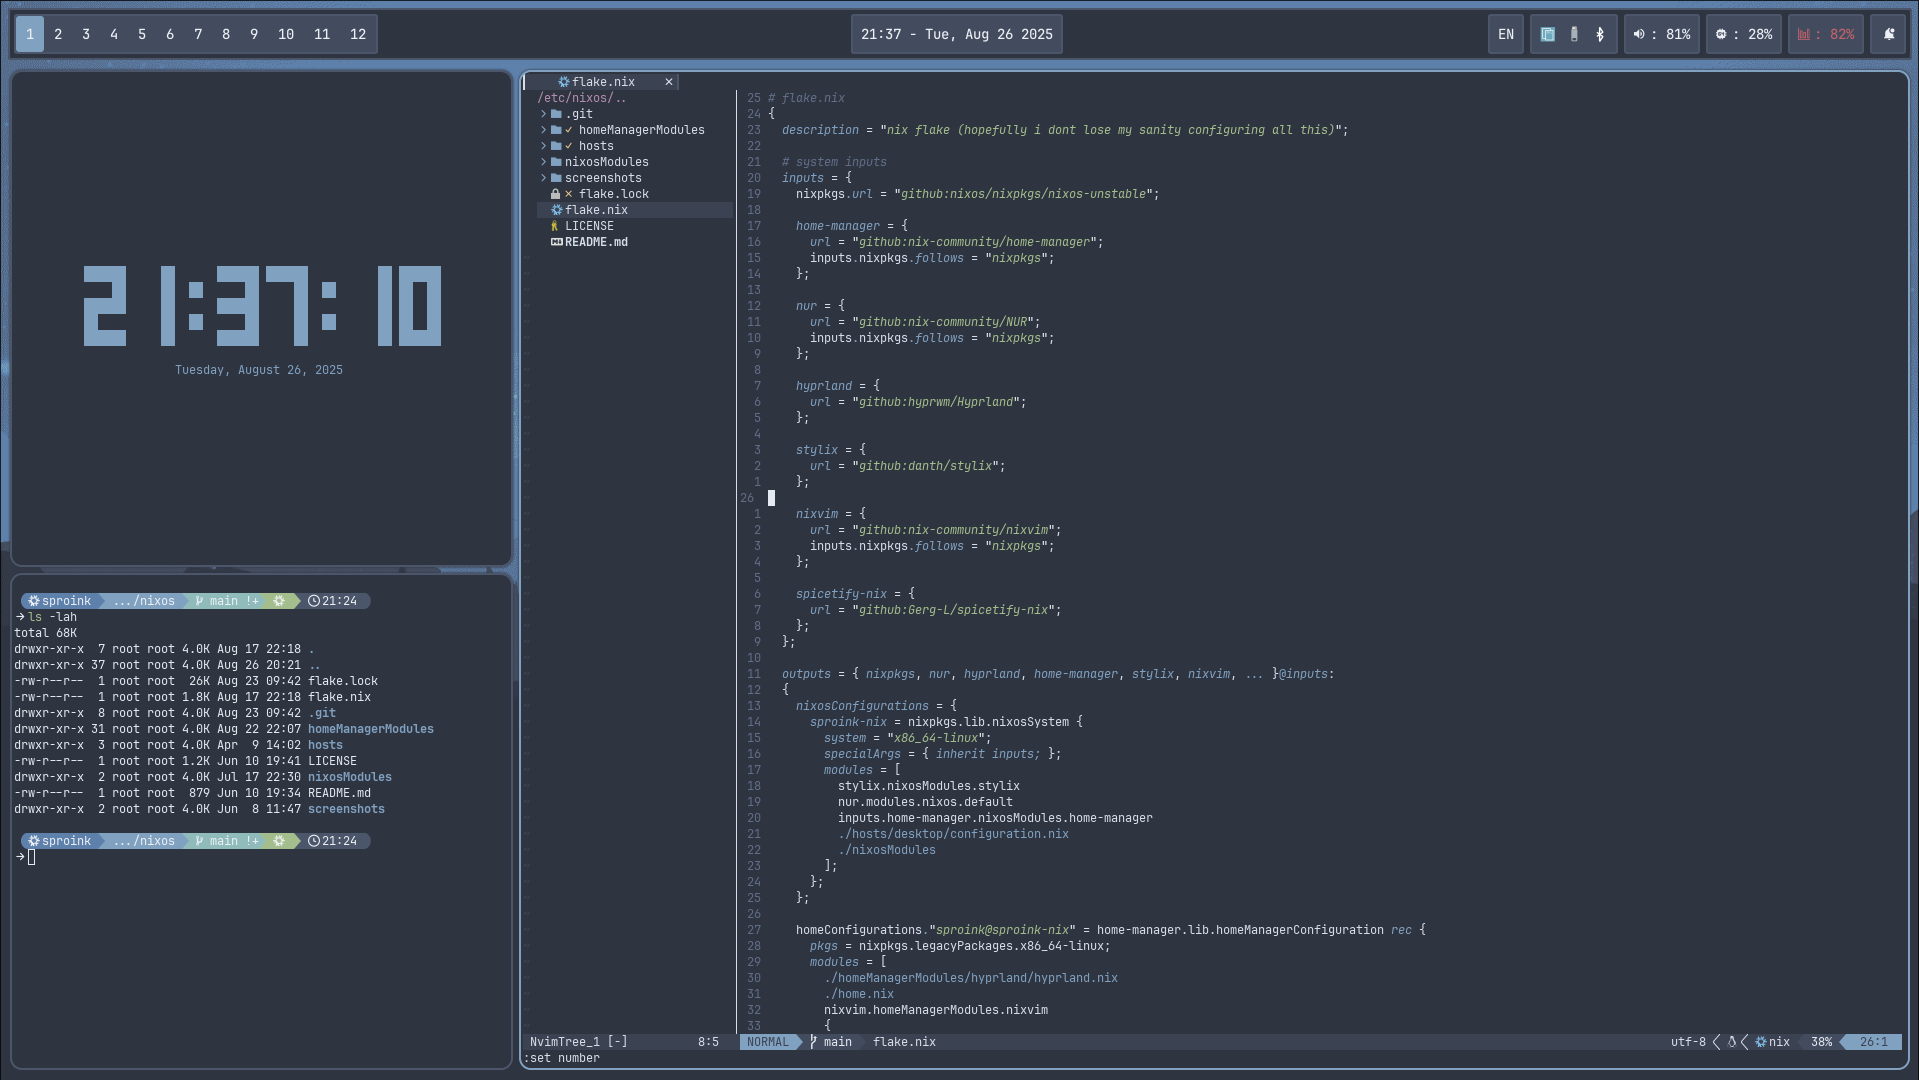 1 2 3 4 5 6 7 8 9 10 11 12
21:37 - Tue, Aug 26 2025
EN : 81% : 28% : 82%
21:37:10
Tuesday, August 26, 2025
sproink .../nixos main !+ 21:24
→ ls -lah
total 68K
drwxr-xr-x  7 root root 4.0K Aug 17 22:18 .
drwxr-xr-x 37 root root 4.0K Aug 26 20:21 ..
-rw-r--r--  1 root root  26K Aug 23 09:42 flake.lock
-rw-r--r--  1 root root 1.8K Aug 17 22:18 flake.nix
drwxr-xr-x  8 root root 4.0K Aug 23 09:42 .git
drwxr-xr-x 31 root root 4.0K Aug 22 22:07 homeManagerModules
drwxr-xr-x  3 root root 4.0K Apr  9 14:02 hosts
-rw-r--r--  1 root root 1.2K Jun 10 19:41 LICENSE
drwxr-xr-x  2 root root 4.0K Jul 17 22:30 nixosModules
-rw-r--r--  1 root root  879 Jun 10 19:34 README.md
drwxr-xr-x  2 root root 4.0K Jun  8 11:47 screenshots
sproink .../nixos main !+ 21:24
→
flake.nix ×
/etc/nixos/..
> .git
> ✓ homeManagerModules
> ✓ hosts
> nixosModules
> screenshots
× flake.lock
flake.nix
LICENSE
README.md
25 # flake.nix
24 {
23   description = "nix flake (hopefully i dont lose my sanity configuring all this)";
22
21   # system inputs
20   inputs = {
19     nixpkgs.url = "github:nixos/nixpkgs/nixos-unstable";
18
17     home-manager = {
16       url = "github:nix-community/home-manager";
15       inputs.nixpkgs.follows = "nixpkgs";
14     };
13
12     nur = {
11       url = "github:nix-community/NUR";
10       inputs.nixpkgs.follows = "nixpkgs";
9     };
8
7     hyprland = {
6       url = "github:hyprwm/Hyprland";
5     };
4
3     stylix = {
2       url = "github:danth/stylix";
1     };
26
1     nixvim = {
2       url = "github:nix-community/nixvim";
3       inputs.nixpkgs.follows = "nixpkgs";
4     };
5
6     spicetify-nix = {
7       url = "github:Gerg-L/spicetify-nix";
8     };
9   };
10
11   outputs = { nixpkgs, nur, hyprland, home-manager, stylix, nixvim, ... }@inputs:
12   {
13     nixosConfigurations = {
14       sproink-nix = nixpkgs.lib.nixosSystem {
15         system = "x86_64-linux";
16         specialArgs = { inherit inputs; };
17         modules = [
18           stylix.nixosModules.stylix
19           nur.modules.nixos.default
20           inputs.home-manager.nixosModules.home-manager
21           ./hosts/desktop/configuration.nix
22           ./nixosModules
23         ];
24       };
25     };
26
27     homeConfigurations."sproink@sproink-nix" = home-manager.lib.homeManagerConfiguration rec {
28       pkgs = nixpkgs.legacyPackages.x86_64-linux;
29       modules = [
30         ./homeManagerModules/hyprland/hyprland.nix
31         ./home.nix
32         nixvim.homeManagerModules.nixvim
33         {
NvimTree_1 [-] 8:5 NORMAL main flake.nix utf-8 nix 38% 26:1
:set number